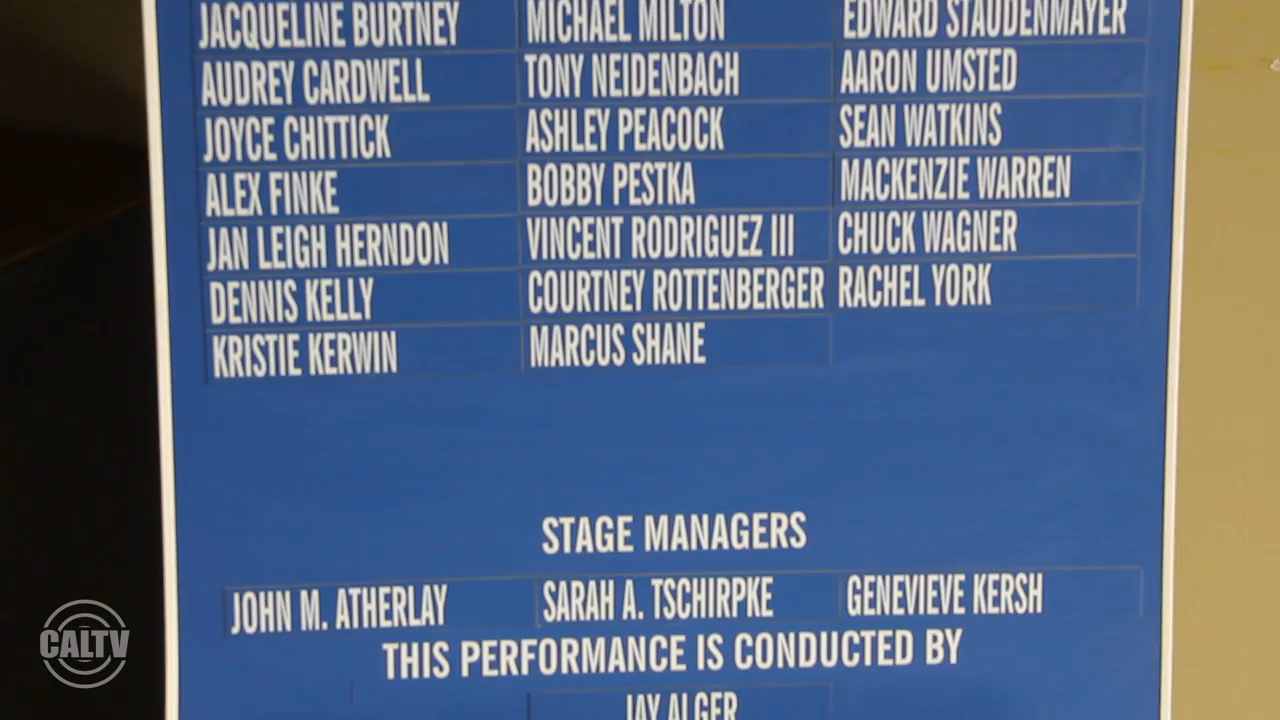 JACQUELINE BURTNEY MICHAEL MILTON EDWARD STAUDENMAYER
AUDREY CARDWELL TONY NEIDENBACH AARON UMSTED
JOYCE CHITTICK ASHLEY PEACOCK SEAN WATKINS
ALEX FINKE BOBBY PESTKA MACKENZIE WARREN
JAN LEIGH HERNDON VINCENT RODRIGUEZ III CHUCK WAGNER
DENNIS KELLY COURTNEY ROTTENBERGER RACHEL YORK
KRISTIE KERWIN MARCUS SHANE
STAGE MANAGERS
JOHN M. ATHERLAY SARAH A. TSCHIRPKE GENEVIEVE KERSH
THIS PERFORMANCE IS CONDUCTED BY
JAY ALGER
CALTV